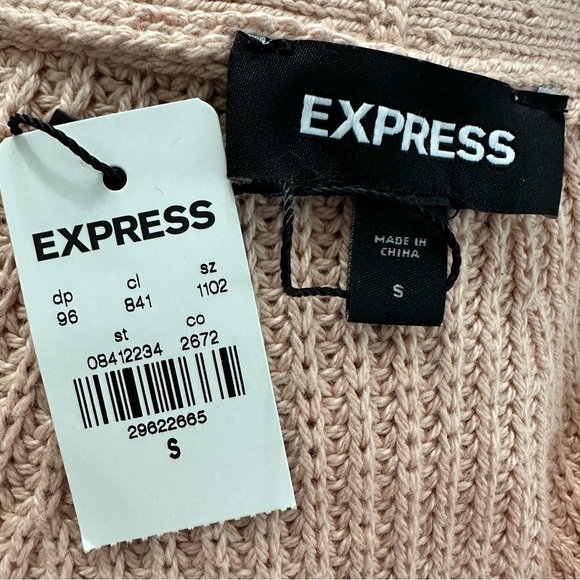 EXPRESS
MADE IN
CHINA
S
EXPRESS
dp cl sz
96 841 1102
st co
08412234 2672
29622665
S